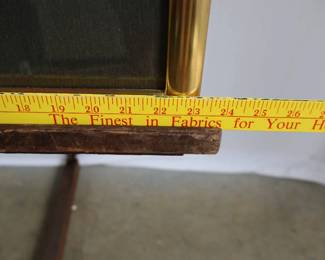 18 19 20 21 22 23 24 25 26
The Finest in Fabrics for Your H